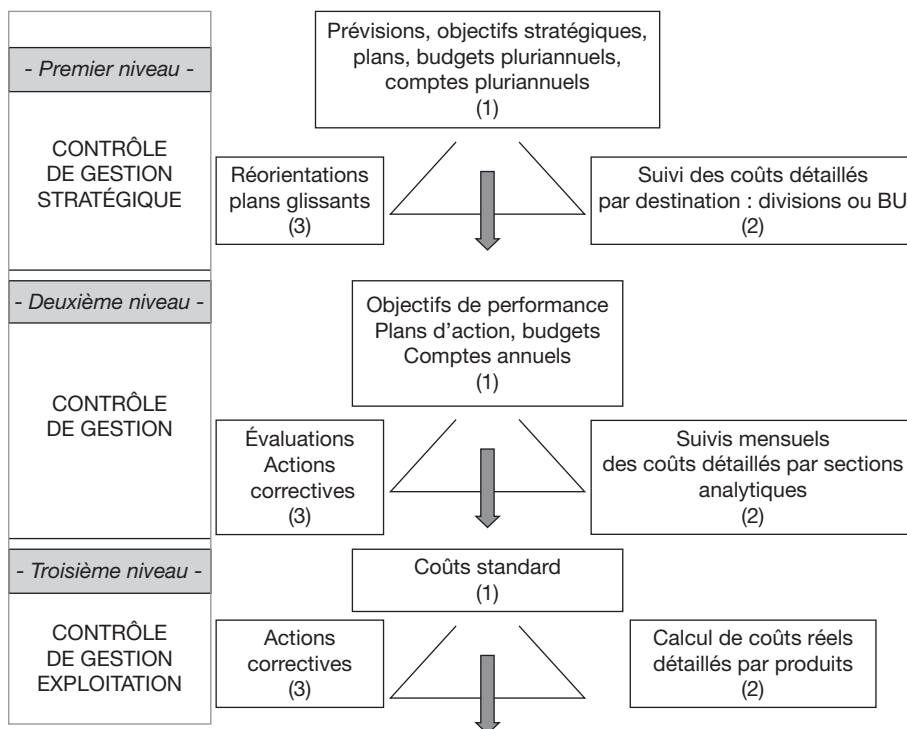 - Premier niveau -
CONTRÔLE
DE GESTION
STRATÉGIQUE
Prévisions, objectifs stratégiques,
plans, budgets pluriannuels,
comptes pluriannuels
(1)
Réorientations
plans glissants
(3)
Suivi des coûts détaillés
par destination : divisions ou BU
(2)
- Deuxième niveau -
CONTRÔLE
DE GESTION
Objectifs de performance
Plans d'action, budgets
Comptes annuels
(1)
Évaluations
Actions
correctives
(3)
Suivis mensuels
des coûts détaillés par sections
analytiques
(2)
- Troisième niveau -
CONTRÔLE
DE GESTION
EXPLOITATION
Coûts standard
(1)
Actions
correctives
(3)
Calcul de coûts réels
détaillés par produits
(2)